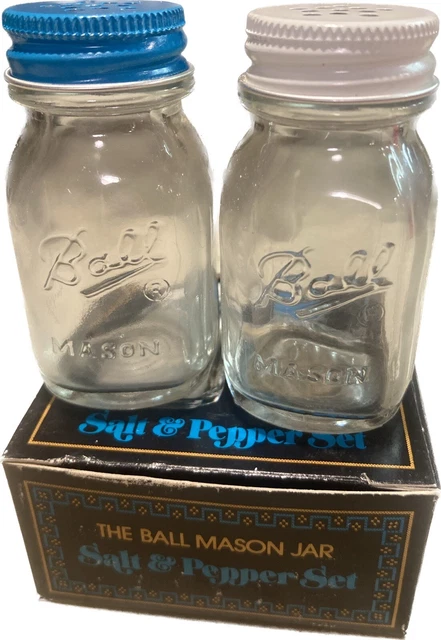 Ball
®
MASON
Ball
®
MASON
Salt & Pepper Set
THE BALL MASON JAR
Salt & Pepper Set